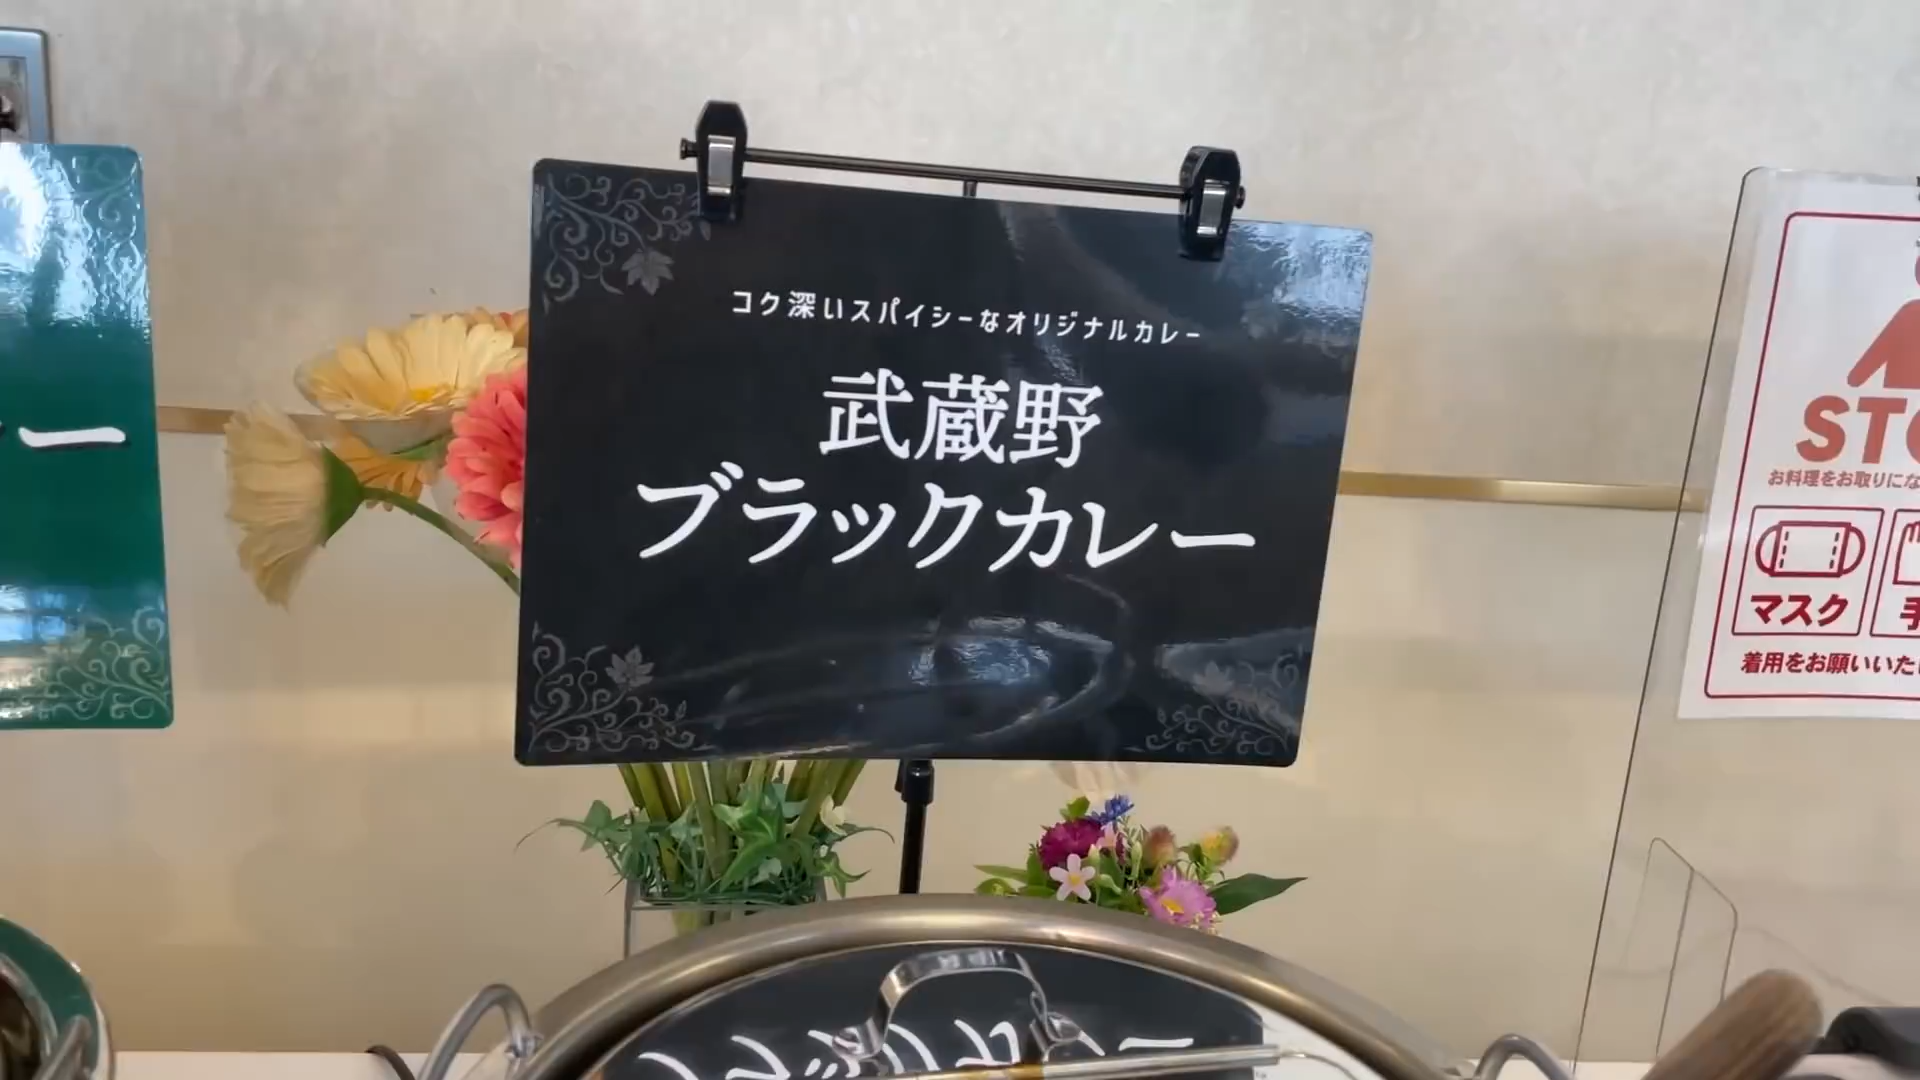 コク深いスパイシーなオリジナルカレー
武蔵野
ブラックカレー
ー
STO
お料理をお取りにな
マスク
手
着用をお願いいた